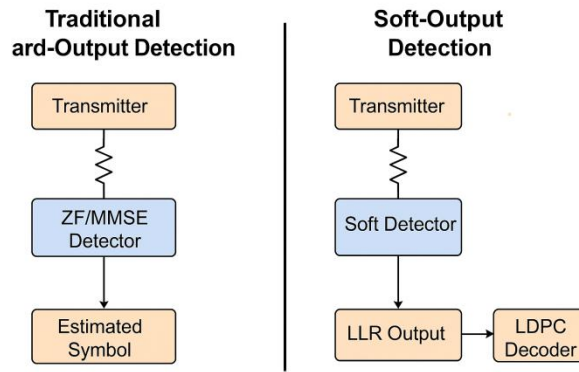 Traditional
ard-Output Detection
Transmitter
ZF/MMSE
Detector
Estimated
Symbol
Soft-Output
Detection
Transmitter
Soft Detector
LLR Output
LDPC
Decoder